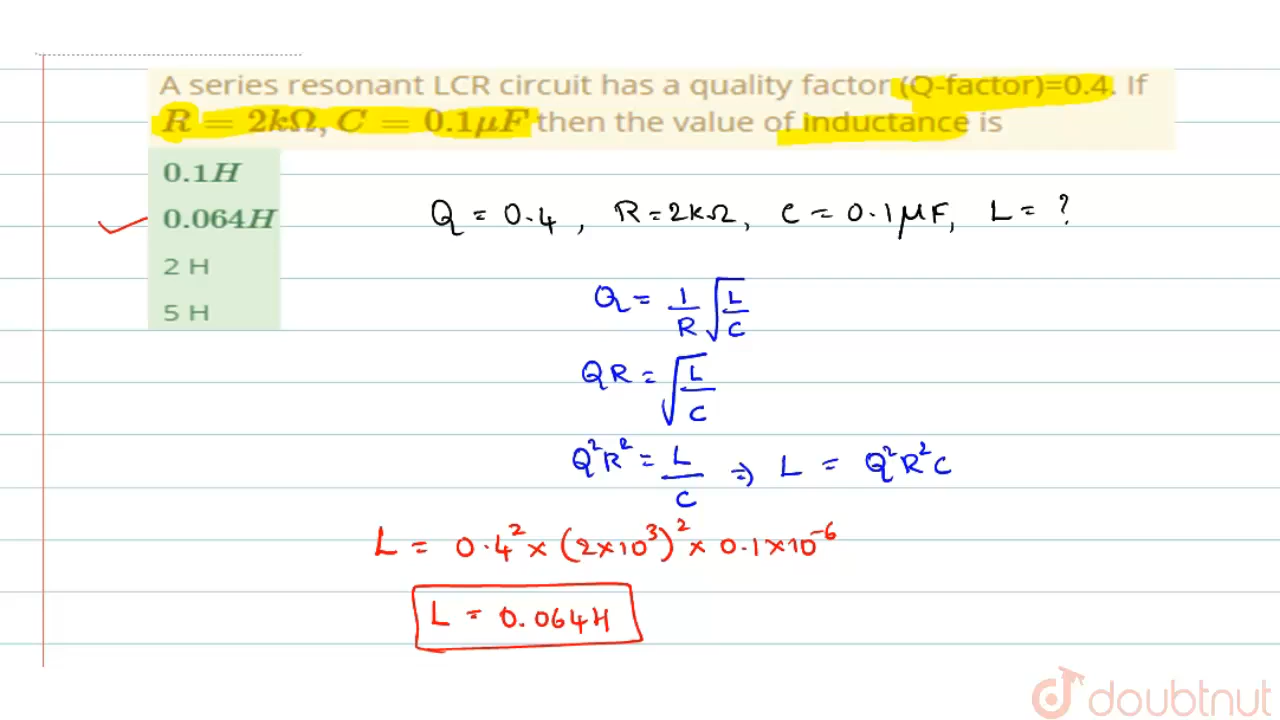 A series resonant LCR circuit has a quality factor (Q-factor)=0.4. If
R = 2kΩ, C = 0.1μF then the value of inductance is
0.1H
0.064H
2 H
5 H
Q = 0.4, R = 2kΩ, C = 0.1μF, L = ?
Q = 1/R √(L/C)
QR = √(L/C)
Q²R² = L/C ⇒ L = Q²R²C
L = 0.4² × (2×10³)² × 0.1×10⁻⁶
L = 0.064H
doubtnut